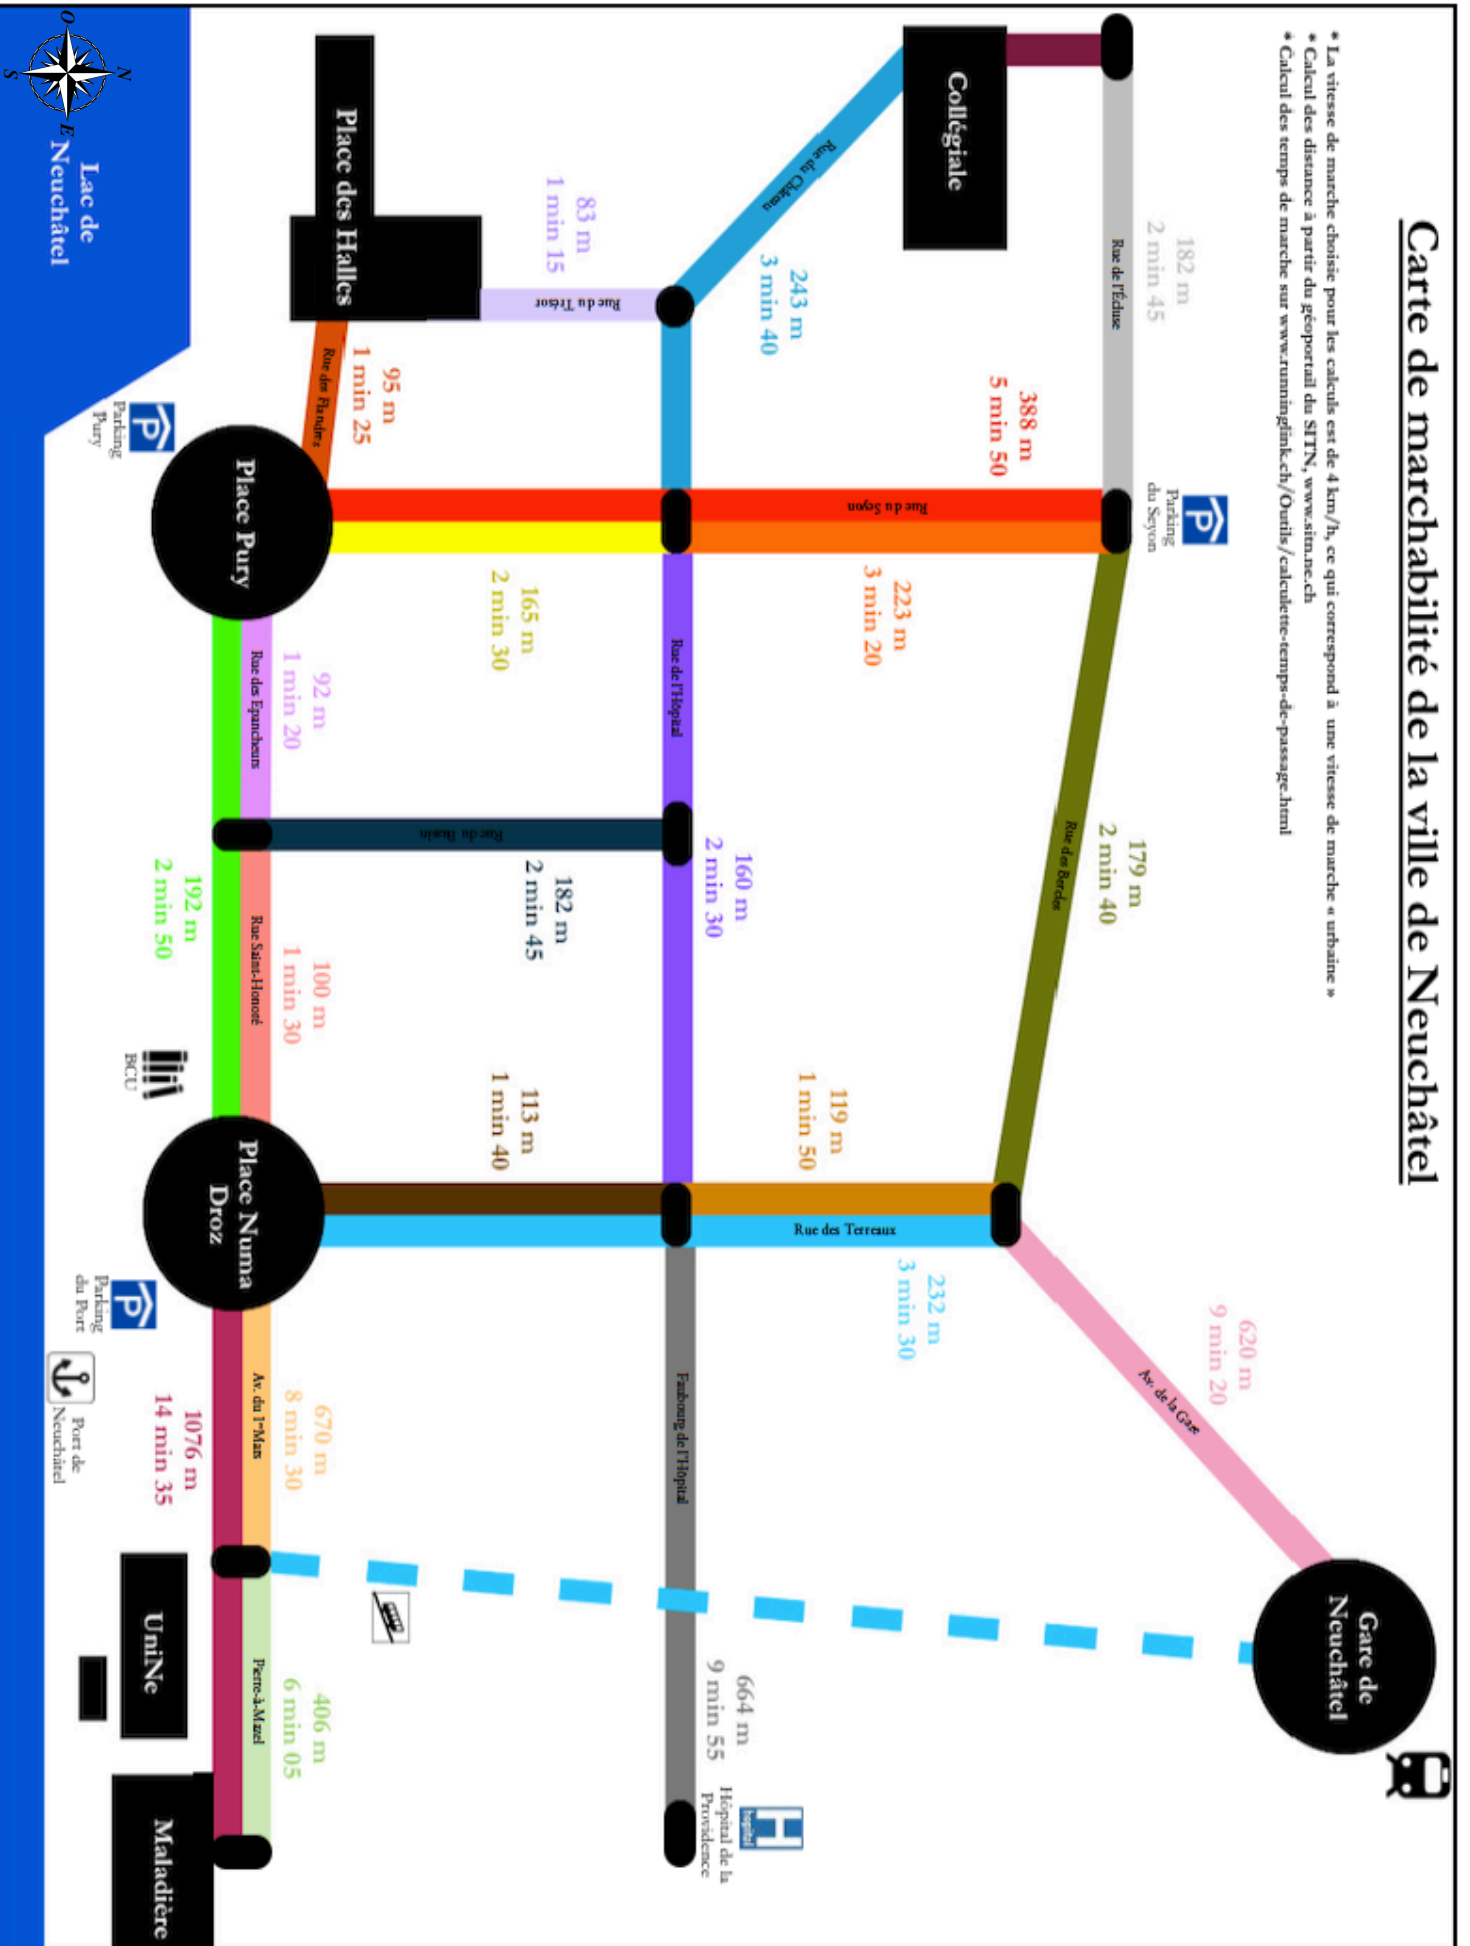 Carte de marchabilité de la ville de Neuchâtel
* La vitesse de marche choisie pour les calculs est de 4 km/h, ce qui correspond à une vitesse de marche « urbaine »
* Calcul des distance à partir du géoportail du SITN, www.sitn.ne.ch
* Calcul des temps de marche sur www.runninglink.ch/Outils/calculette-temps-de-passage.html
Gare de
Neuchâtel
620 m
9 min 20
Av. de la Gare
182 m
2 min 45
Rue de l'Écluse
Parking
du Seyon
179 m
2 min 40
Rue des Bercles
Collégiale
388 m
5 min 50
Rue du Seyon
223 m
3 min 20
232 m
3 min 30
Rue des Terreaux
119 m
1 min 50
Rue du Château
243 m
3 min 40
Rue de l'Hôpital
160 m
2 min 30
Faubourg de l'Hôpital
664 m
9 min 55
hôpital
Hôpital de la
Providence
83 m
1 min 15
Rue du Trésor
165 m
2 min 30
182 m
2 min 45
Rue du Bassin
113 m
1 min 40
Place des Halles
95 m
1 min 25
Rue des Flandres
92 m
1 min 20
Rue des Epancheurs
100 m
1 min 30
Rue Saint-Honoré
670 m
8 min 30
Av. du 1er Mars
406 m
6 min 05
Pierre-à-Mazel
Place Pury
Place Numa
Droz
192 m
2 min 50
1076 m
14 min 35
P
Parking
Pury
BCU
P
Parking
du Port
Port de
Neuchâtel
UniNe
Maladière
Lac de
Neuchâtel
N
O
E
S
P
H